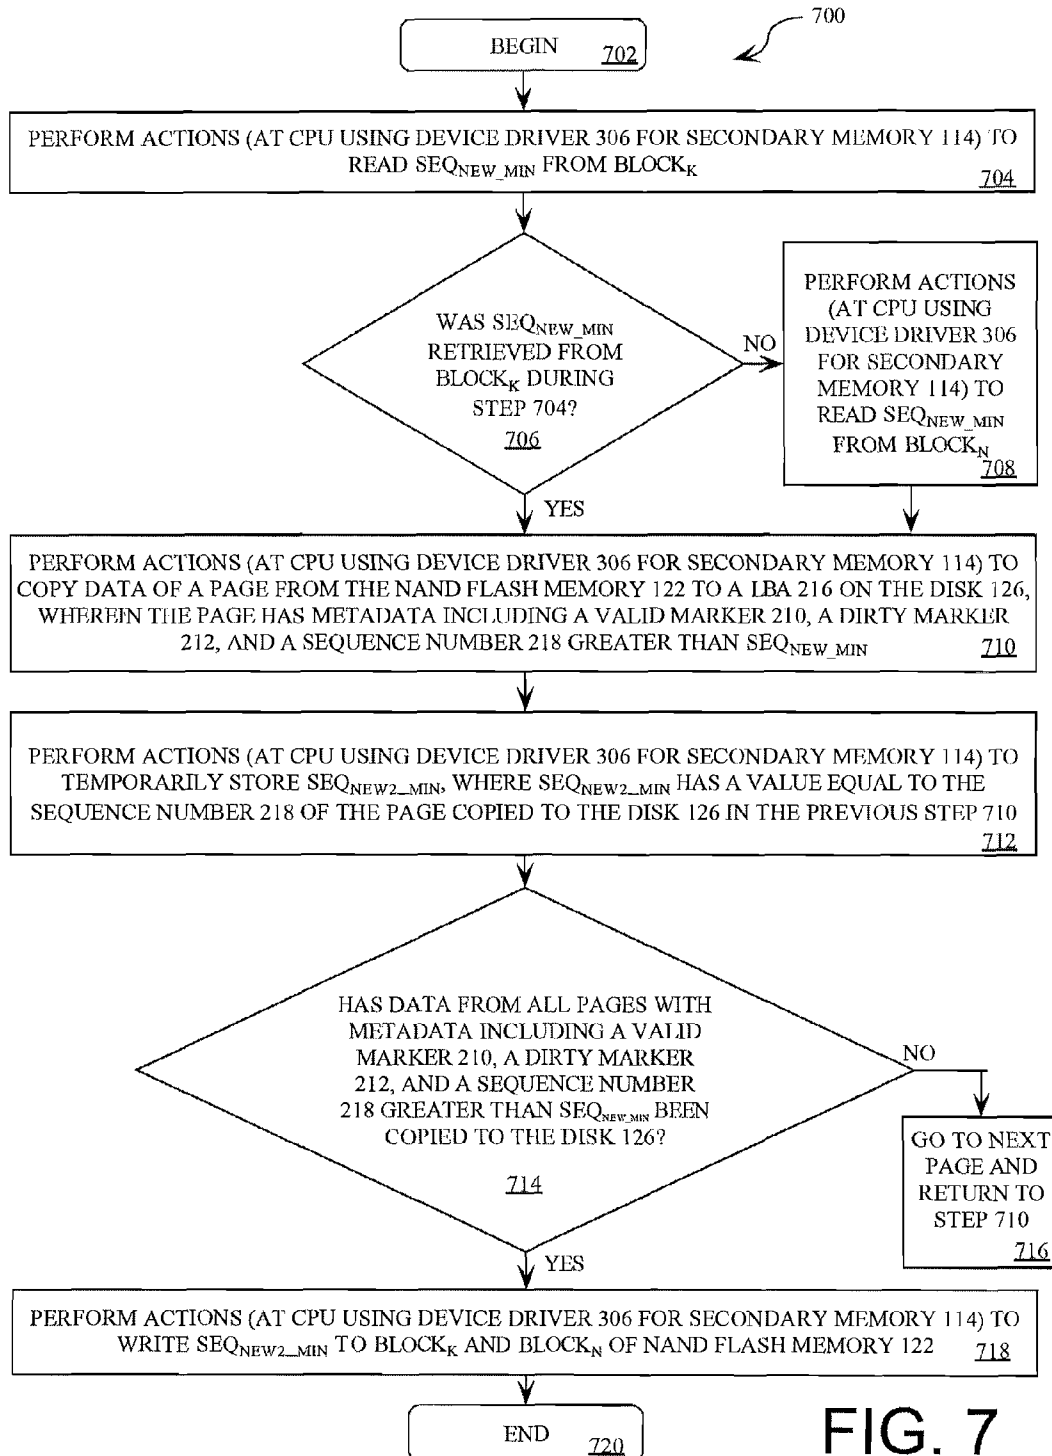 700
BEGIN 702
PERFORM ACTIONS (AT CPU USING DEVICE DRIVER 306 FOR SECONDARY MEMORY 114) TO
READ SEQNEW_MIN FROM BLOCKK
704
WAS SEQNEW_MIN
RETRIEVED FROM
BLOCKK DURING
STEP 704?
706
NO
PERFORM ACTIONS
(AT CPU USING
DEVICE DRIVER 306
FOR SECONDARY
MEMORY 114) TO
READ SEQNEW_MIN
FROM BLOCKN
708
YES
PERFORM ACTIONS (AT CPU USING DEVICE DRIVER 306 FOR SECONDARY MEMORY 114) TO
COPY DATA OF A PAGE FROM THE NAND FLASH MEMORY 122 TO A LBA 216 ON THE DISK 126,
WHEREIN THE PAGE HAS METADATA INCLUDING A VALID MARKER 210, A DIRTY MARKER
212, AND A SEQUENCE NUMBER 218 GREATER THAN SEQNEW_MIN 710
PERFORM ACTIONS (AT CPU USING DEVICE DRIVER 306 FOR SECONDARY MEMORY 114) TO
TEMPORARILY STORE SEQNEW2_MIN, WHERE SEQNEW2_MIN HAS A VALUE EQUAL TO THE
SEQUENCE NUMBER 218 OF THE PAGE COPIED TO THE DISK 126 IN THE PREVIOUS STEP 710
712
HAS DATA FROM ALL PAGES WITH
METADATA INCLUDING A VALID
MARKER 210, A DIRTY MARKER
212, AND A SEQUENCE NUMBER
218 GREATER THAN SEQNEW_MIN BEEN
COPIED TO THE DISK 126?
714
NO
GO TO NEXT
PAGE AND
RETURN TO
STEP 710
716
YES
PERFORM ACTIONS (AT CPU USING DEVICE DRIVER 306 FOR SECONDARY MEMORY 114) TO
WRITE SEQNEW2_MIN TO BLOCKK AND BLOCKN OF NAND FLASH MEMORY 122 718
END 720
FIG. 7